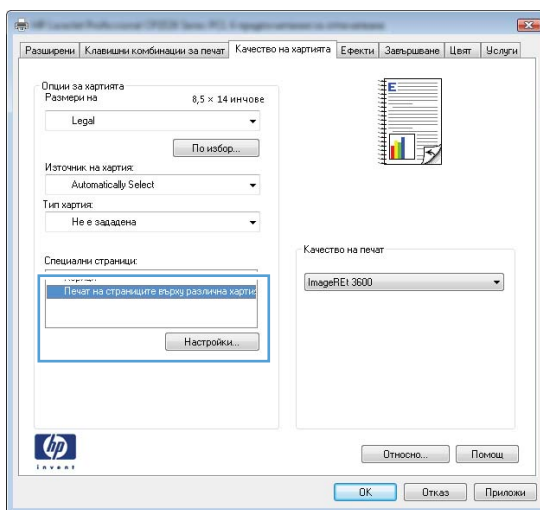 Разширени Клавишни комбинации за печат Качество на хартията Ефекти Завършване Цвят Услуги
Опции за хартията
Размери на 8,5 × 14 инчове
Legal
По избор...
Източник на хартия:
Automatically Select
Тип хартия:
Не е зададена
Специални страници:
Печат на страниците върху различна хартия
Настройки...
Качество на печат
ImageREt 3600
E
hp
invent
Относно... Помощ
OK Отказ Приложи